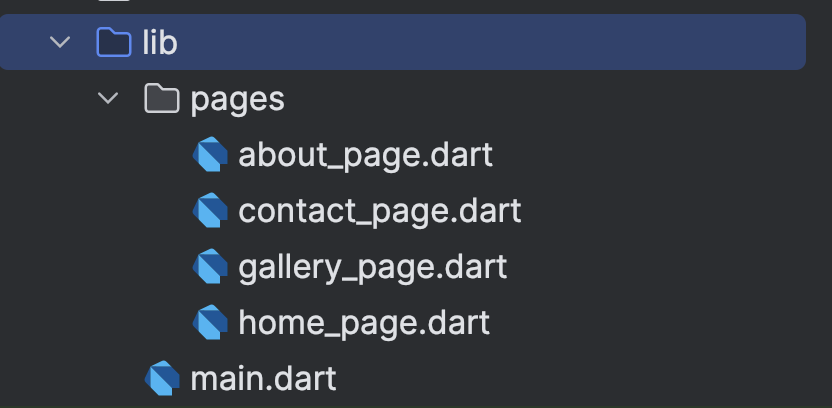 lib
pages
about_page.dart
contact_page.dart
gallery_page.dart
home_page.dart
main.dart